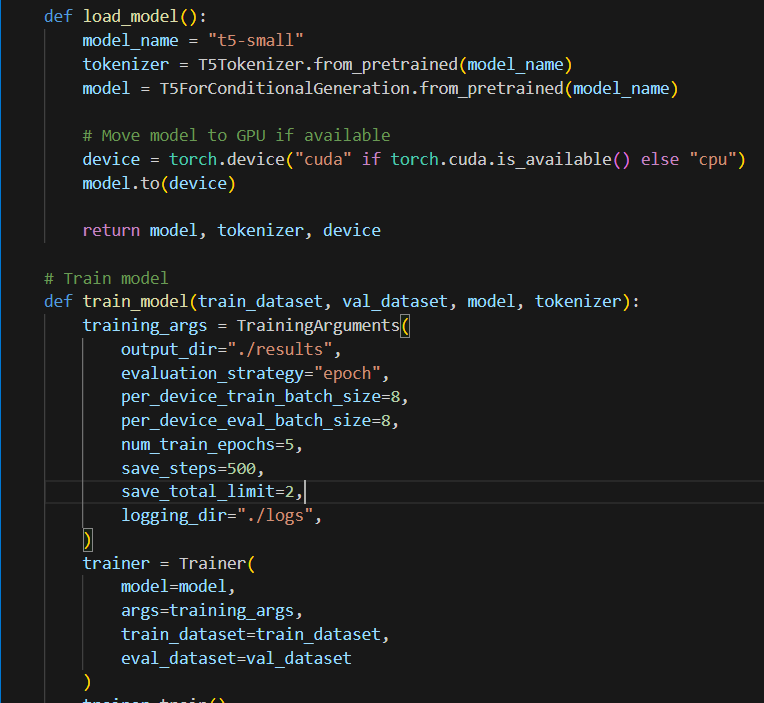 def load_model():
    model_name = "t5-small"
    tokenizer = T5Tokenizer.from_pretrained(model_name)
    model = T5ForConditionalGeneration.from_pretrained(model_name)

    # Move model to GPU if available
    device = torch.device("cuda" if torch.cuda.is_available() else "cpu")
    model.to(device)

    return model, tokenizer, device

# Train model
def train_model(train_dataset, val_dataset, model, tokenizer):
    training_args = TrainingArguments(
        output_dir="./results",
        evaluation_strategy="epoch",
        per_device_train_batch_size=8,
        per_device_eval_batch_size=8,
        num_train_epochs=5,
        save_steps=500,
        save_total_limit=2,
        logging_dir="./logs",
    )
    trainer = Trainer(
        model=model,
        args=training_args,
        train_dataset=train_dataset,
        eval_dataset=val_dataset
    )
    trainer.train()